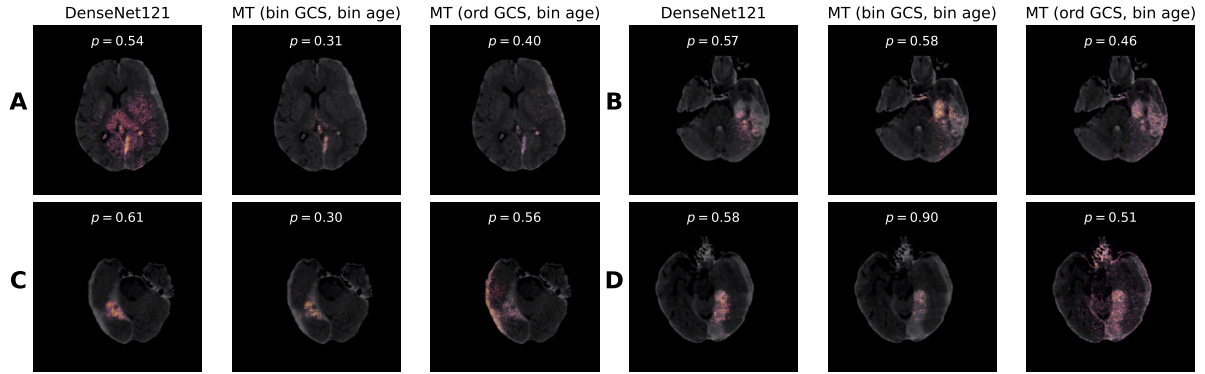 DenseNet121 MT (bin GCS, bin age) MT (ord GCS, bin age) DenseNet121 MT (bin GCS, bin age) MT (ord GCS, bin age)
A p = 0.54 p = 0.31 p = 0.40 B p = 0.57 p = 0.58 p = 0.46
C p = 0.61 p = 0.30 p = 0.56 D p = 0.58 p = 0.90 p = 0.51